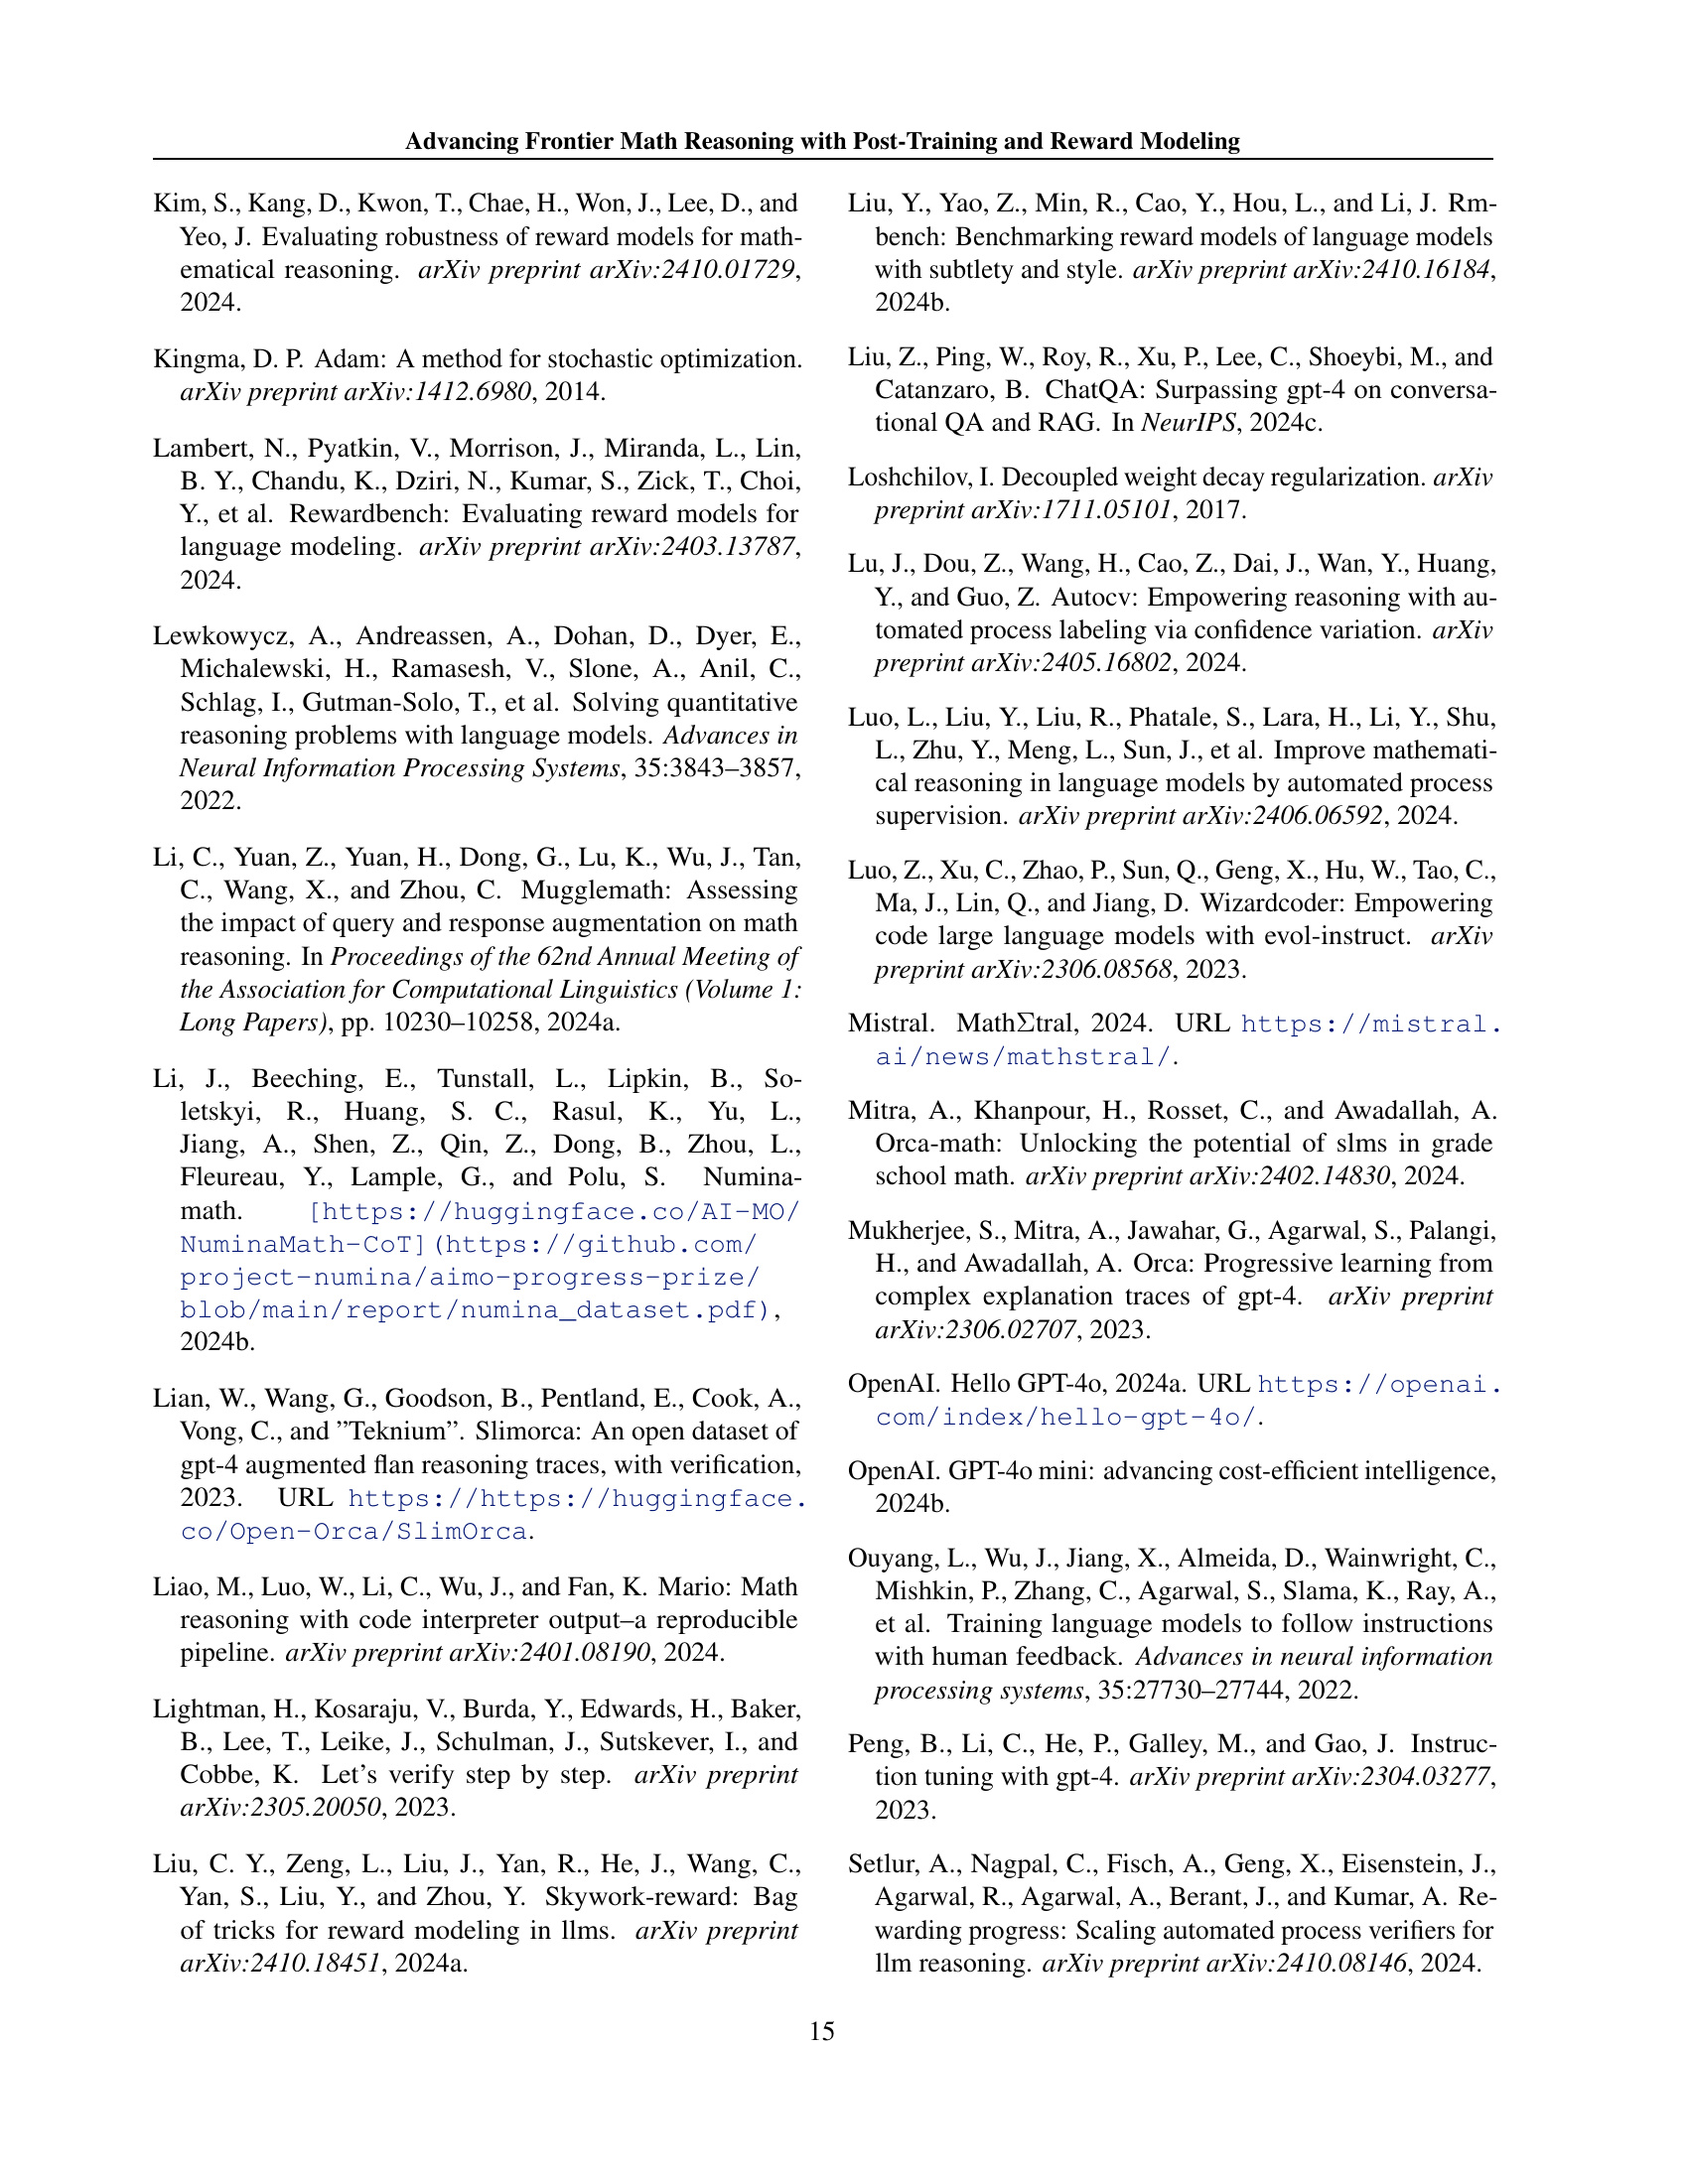 Advancing Frontier Math Reasoning with Post-Training and Reward Modeling
Kim, S., Kang, D., Kwon, T., Chae, H., Won, J., Lee, D., and
Yeo, J. Evaluating robustness of reward models for math-
ematical reasoning. arXiv preprint arXiv:2410.01729,
2024.
Kingma, D. P. Adam: A method for stochastic optimization.
arXiv preprint arXiv:1412.6980, 2014.
Lambert, N., Pyatkin, V., Morrison, J., Miranda, L., Lin,
B. Y., Chandu, K., Dziri, N., Kumar, S., Zick, T., Choi,
Y., et al. Rewardbench: Evaluating reward models for
language modeling. arXiv preprint arXiv:2403.13787,
2024.
Lewkowycz, A., Andreassen, A., Dohan, D., Dyer, E.,
Michalewski, H., Ramasesh, V., Slone, A., Anil, C.,
Schlag, I., Gutman-Solo, T., et al. Solving quantitative
reasoning problems with language models. Advances in
Neural Information Processing Systems, 35:3843–3857,
2022.
Li, C., Yuan, Z., Yuan, H., Dong, G., Lu, K., Wu, J., Tan,
C., Wang, X., and Zhou, C. Mugglemath: Assessing
the impact of query and response augmentation on math
reasoning. In Proceedings of the 62nd Annual Meeting of
the Association for Computational Linguistics (Volume 1:
Long Papers), pp. 10230–10258, 2024a.
Li, J., Beeching, E., Tunstall, L., Lipkin, B., So-
letskyi, R., Huang, S. C., Rasul, K., Yu, L.,
Jiang, A., Shen, Z., Qin, Z., Dong, B., Zhou, L.,
Fleureau, Y., Lample, G., and Polu, S. Numina-
math. [https://huggingface.co/AI-MO/
NuminaMath-CoT](https://github.com/
project-numina/aimo-progress-prize/
blob/main/report/numina_dataset.pdf),
2024b.
Lian, W., Wang, G., Goodson, B., Pentland, E., Cook, A.,
Vong, C., and ”Teknium”. Slimorca: An open dataset of
gpt-4 augmented flan reasoning traces, with verification,
2023. URL https://https://huggingface.
co/Open-Orca/SlimOrca.
Liao, M., Luo, W., Li, C., Wu, J., and Fan, K. Mario: Math
reasoning with code interpreter output–a reproducible
pipeline. arXiv preprint arXiv:2401.08190, 2024.
Lightman, H., Kosaraju, V., Burda, Y., Edwards, H., Baker,
B., Lee, T., Leike, J., Schulman, J., Sutskever, I., and
Cobbe, K. Let’s verify step by step. arXiv preprint
arXiv:2305.20050, 2023.
Liu, C. Y., Zeng, L., Liu, J., Yan, R., He, J., Wang, C.,
Yan, S., Liu, Y., and Zhou, Y. Skywork-reward: Bag
of tricks for reward modeling in llms. arXiv preprint
arXiv:2410.18451, 2024a.
Liu, Y., Yao, Z., Min, R., Cao, Y., Hou, L., and Li, J. Rm-
bench: Benchmarking reward models of language models
with subtlety and style. arXiv preprint arXiv:2410.16184,
2024b.
Liu, Z., Ping, W., Roy, R., Xu, P., Lee, C., Shoeybi, M., and
Catanzaro, B. ChatQA: Surpassing gpt-4 on conversa-
tional QA and RAG. In NeurIPS, 2024c.
Loshchilov, I. Decoupled weight decay regularization. arXiv
preprint arXiv:1711.05101, 2017.
Lu, J., Dou, Z., Wang, H., Cao, Z., Dai, J., Wan, Y., Huang,
Y., and Guo, Z. Autocv: Empowering reasoning with au-
tomated process labeling via confidence variation. arXiv
preprint arXiv:2405.16802, 2024.
Luo, L., Liu, Y., Liu, R., Phatale, S., Lara, H., Li, Y., Shu,
L., Zhu, Y., Meng, L., Sun, J., et al. Improve mathemati-
cal reasoning in language models by automated process
supervision. arXiv preprint arXiv:2406.06592, 2024.
Luo, Z., Xu, C., Zhao, P., Sun, Q., Geng, X., Hu, W., Tao, C.,
Ma, J., Lin, Q., and Jiang, D. Wizardcoder: Empowering
code large language models with evol-instruct. arXiv
preprint arXiv:2306.08568, 2023.
Mistral. MathΣtral, 2024. URL https://mistral.
ai/news/mathstral/.
Mitra, A., Khanpour, H., Rosset, C., and Awadallah, A.
Orca-math: Unlocking the potential of slms in grade
school math. arXiv preprint arXiv:2402.14830, 2024.
Mukherjee, S., Mitra, A., Jawahar, G., Agarwal, S., Palangi,
H., and Awadallah, A. Orca: Progressive learning from
complex explanation traces of gpt-4. arXiv preprint
arXiv:2306.02707, 2023.
OpenAI. Hello GPT-4o, 2024a. URL https://openai.
com/index/hello-gpt-4o/.
OpenAI. GPT-4o mini: advancing cost-efficient intelligence,
2024b.
Ouyang, L., Wu, J., Jiang, X., Almeida, D., Wainwright, C.,
Mishkin, P., Zhang, C., Agarwal, S., Slama, K., Ray, A.,
et al. Training language models to follow instructions
with human feedback. Advances in neural information
processing systems, 35:27730–27744, 2022.
Peng, B., Li, C., He, P., Galley, M., and Gao, J. Instruc-
tion tuning with gpt-4. arXiv preprint arXiv:2304.03277,
2023.
Setlur, A., Nagpal, C., Fisch, A., Geng, X., Eisenstein, J.,
Agarwal, R., Agarwal, A., Berant, J., and Kumar, A. Re-
warding progress: Scaling automated process verifiers for
llm reasoning. arXiv preprint arXiv:2410.08146, 2024.
15